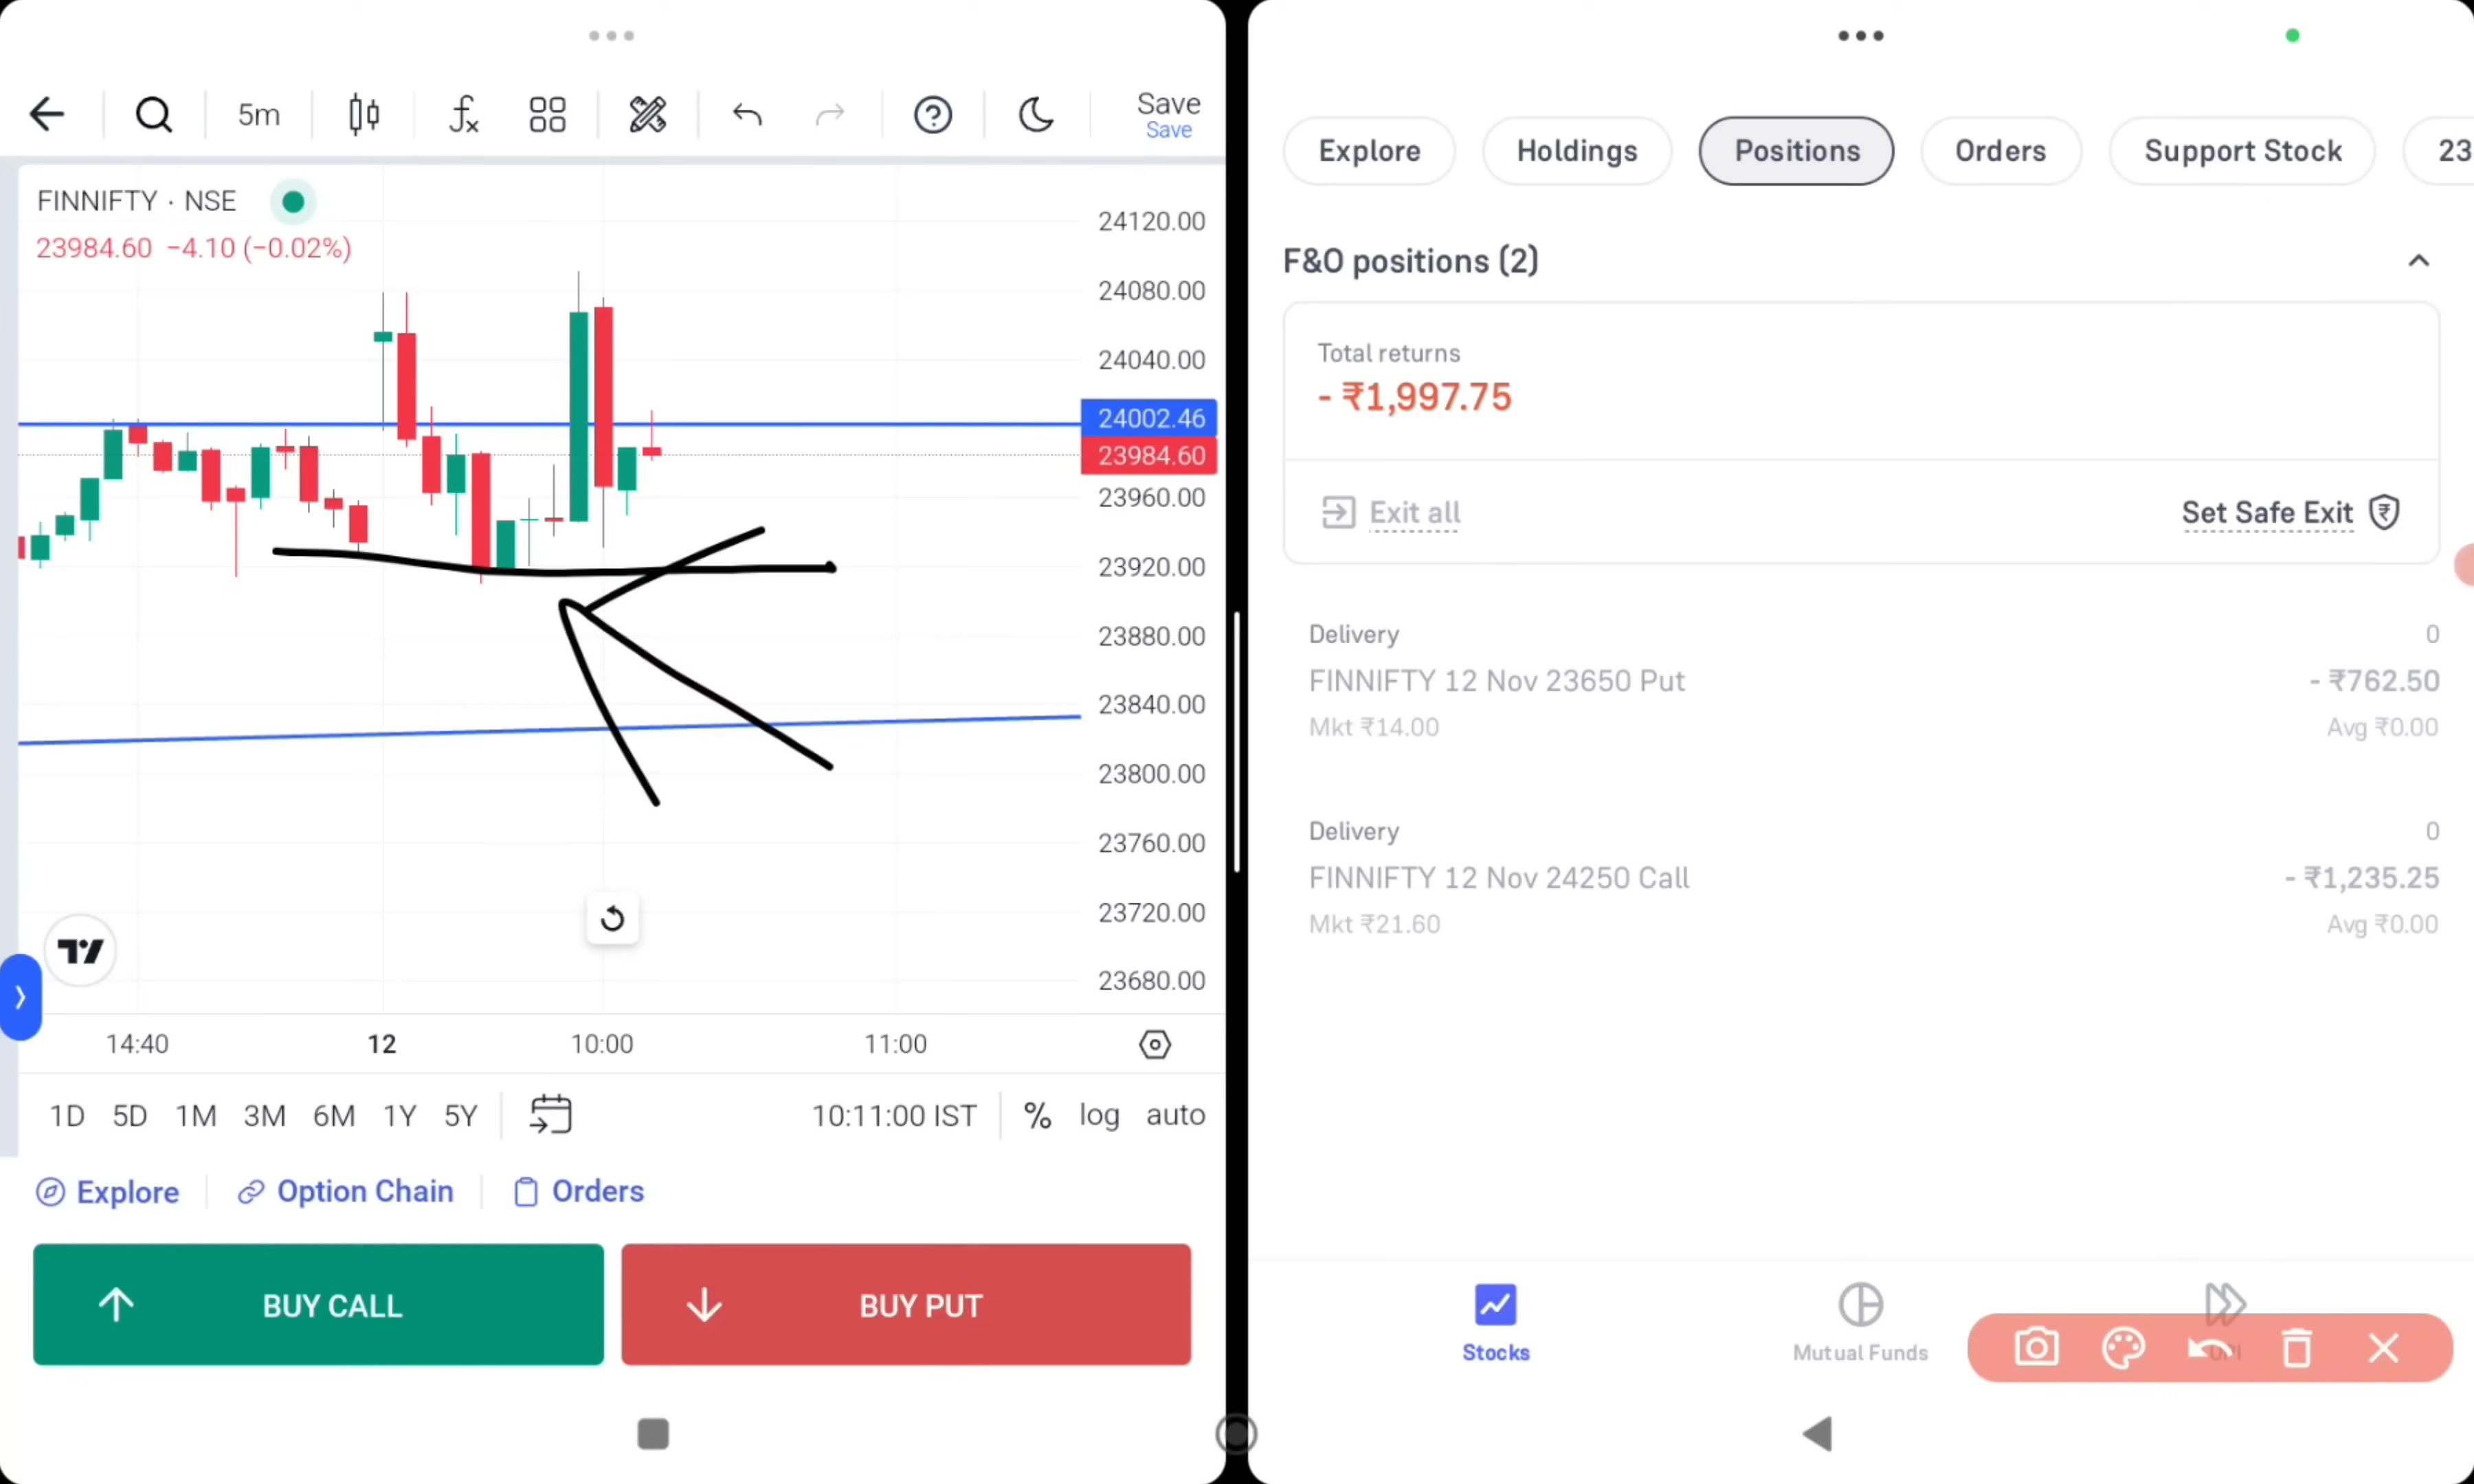 5m
Save
Save
FINNIFTY · NSE
23984.60 −4.10 (−0.02%)
24120.00
24080.00
24040.00
24002.46
23984.60
23960.00
23920.00
23880.00
23840.00
23800.00
23760.00
23720.00
23680.00
14:40 12 10:00 11:00
1D 5D 1M 3M 6M 1Y 5Y 10:11:00 IST % log auto
Explore Option Chain Orders
BUY CALL BUY PUT
Explore Holdings Positions Orders Support Stock 23
F&O positions (2)
Total returns
- ₹1,997.75
Exit all Set Safe Exit
Delivery 0
FINNIFTY 12 Nov 23650 Put - ₹762.50
Mkt ₹14.00 Avg ₹0.00
Delivery 0
FINNIFTY 12 Nov 24250 Call - ₹1,235.25
Mkt ₹21.60 Avg ₹0.00
Stocks Mutual Funds UPI